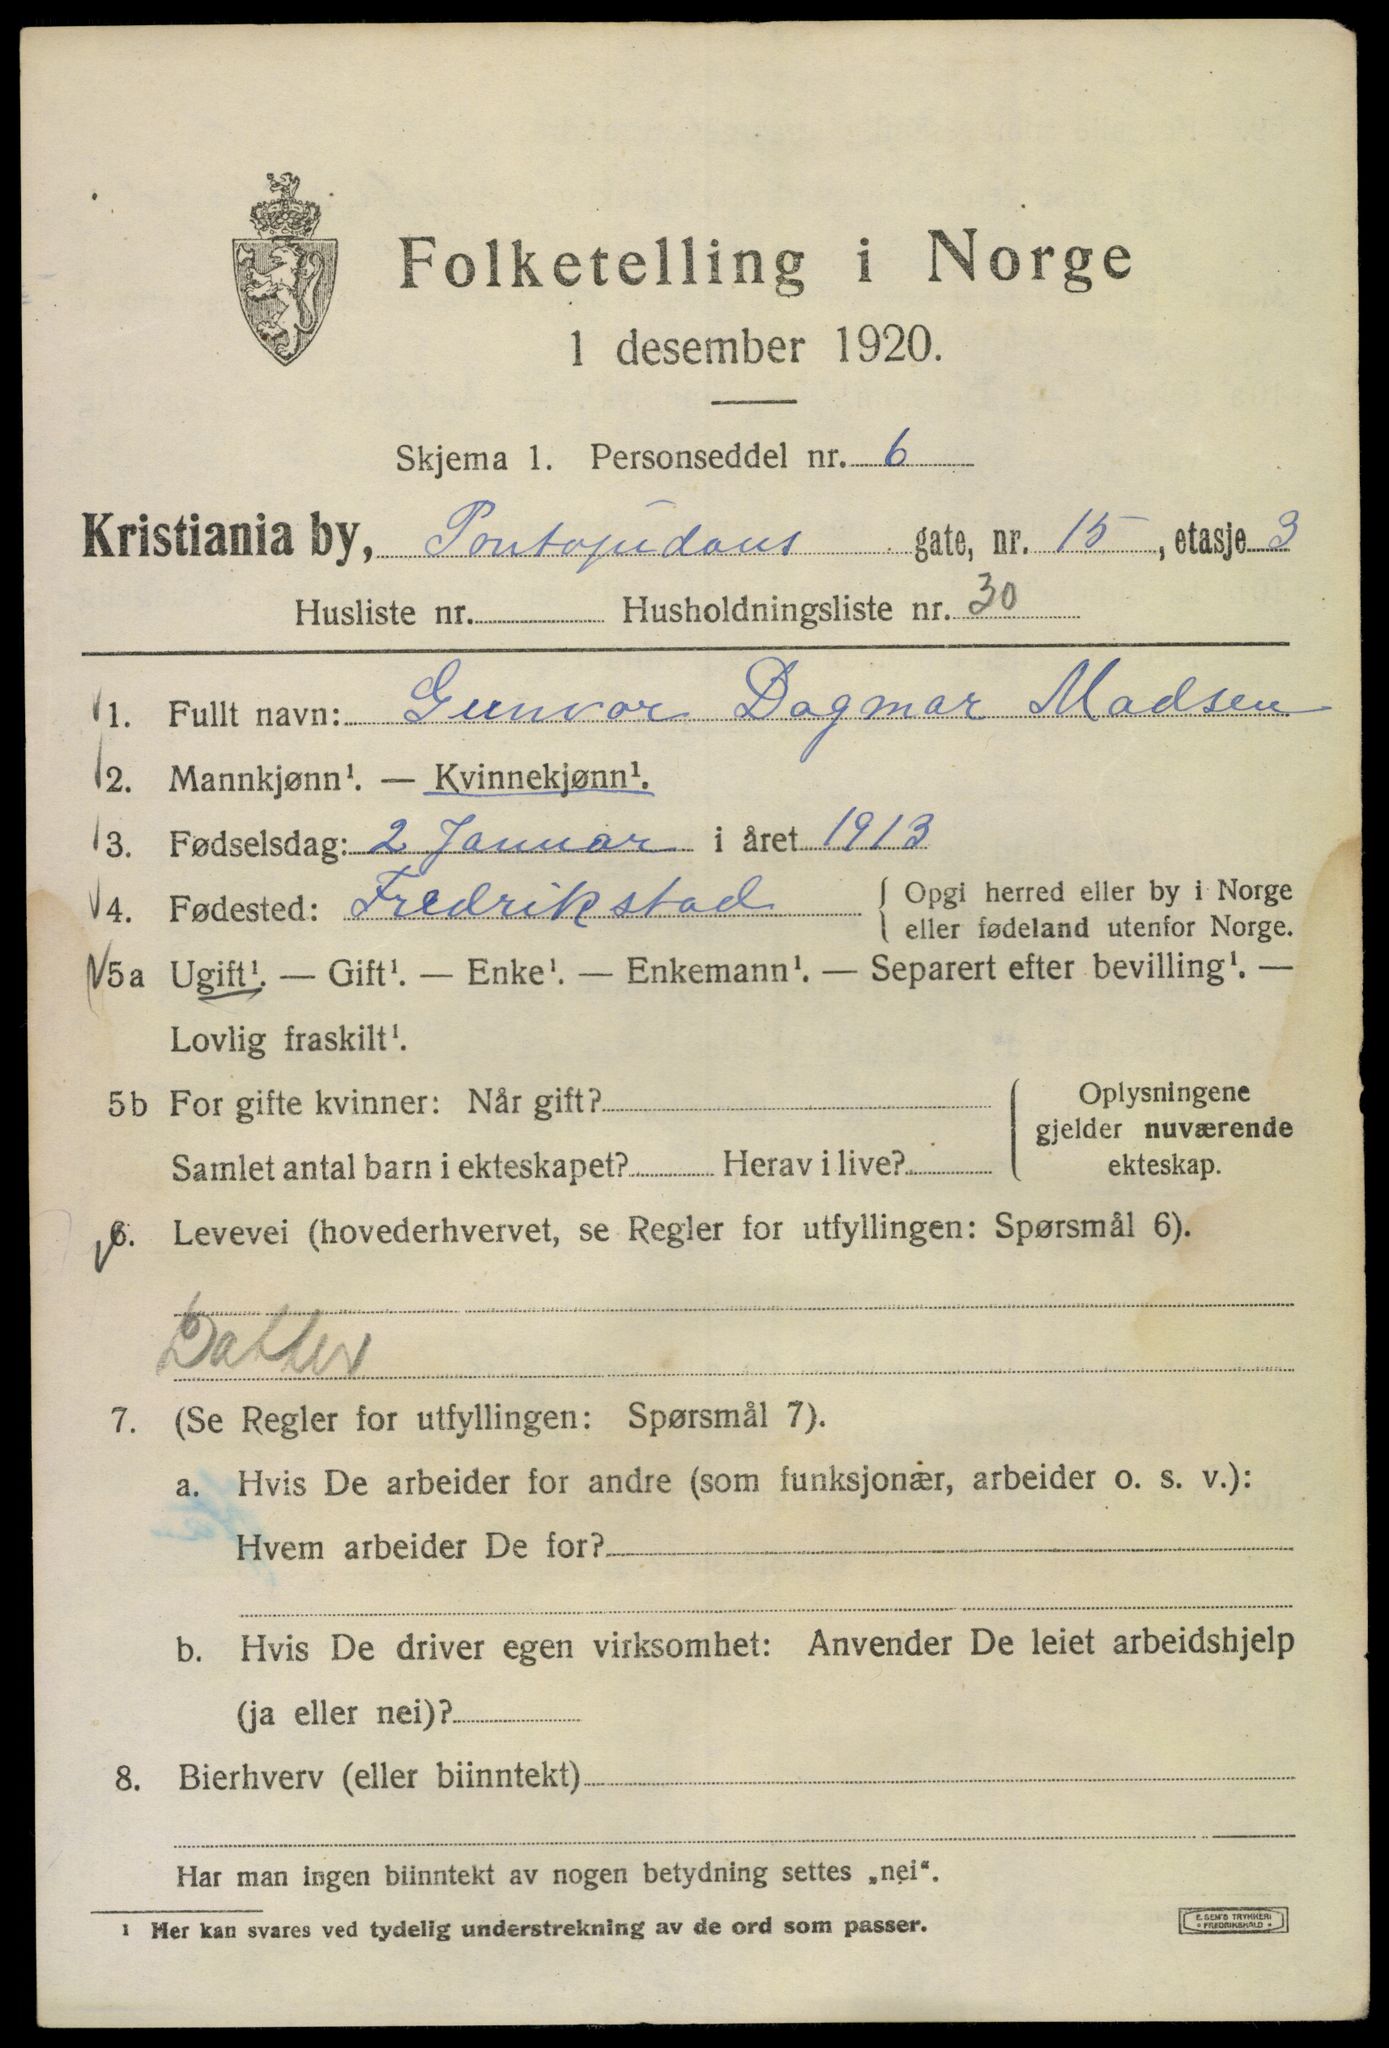 Folketelling i Norge
1 desember 1920.
Skjema 1. Personseddel nr. 6
Kristiania by, Pontopidans gate, nr. 15, etasje 3
Husliste nr. Husholdningsliste nr. 30
1. Fullt navn: Gunvor Dagmar Madsen
2. Mannkjønn¹. — Kvinnekjønn¹.
3. Fødselsdag: 2 Januar i året 1913
4. Fødested: Fredrikstad { Opgi herred eller by i Norge
eller fødeland utenfor Norge.
5a Ugift¹. — Gift¹. — Enke¹. — Enkemann¹. — Separert efter bevilling¹. —
Lovlig fraskilt¹.
5b For gifte kvinner: Når gift?
Samlet antal barn i ekteskapet? Herav i live?
Oplysningene
gjelder nuværende
ekteskap.
6. Levevei (hovederhvervet, se Regler for utfyllingen: Spørsmål 6).
Datter
7. (Se Regler for utfyllingen: Spørsmål 7).
a. Hvis De arbeider for andre (som funksjonær, arbeider o. s. v.):
Hvem arbeider De for?
b. Hvis De driver egen virksomhet: Anvender De leiet arbeidshjelp
(ja eller nei)?
8. Bierhverv (eller biinntekt)
Har man ingen biinntekt av nogen betydning settes „nei“.
¹ Her kan svares ved tydelig understrekning av de ord som passer.
E. SEM'S TRYKKERI
FREDRIKSHALD